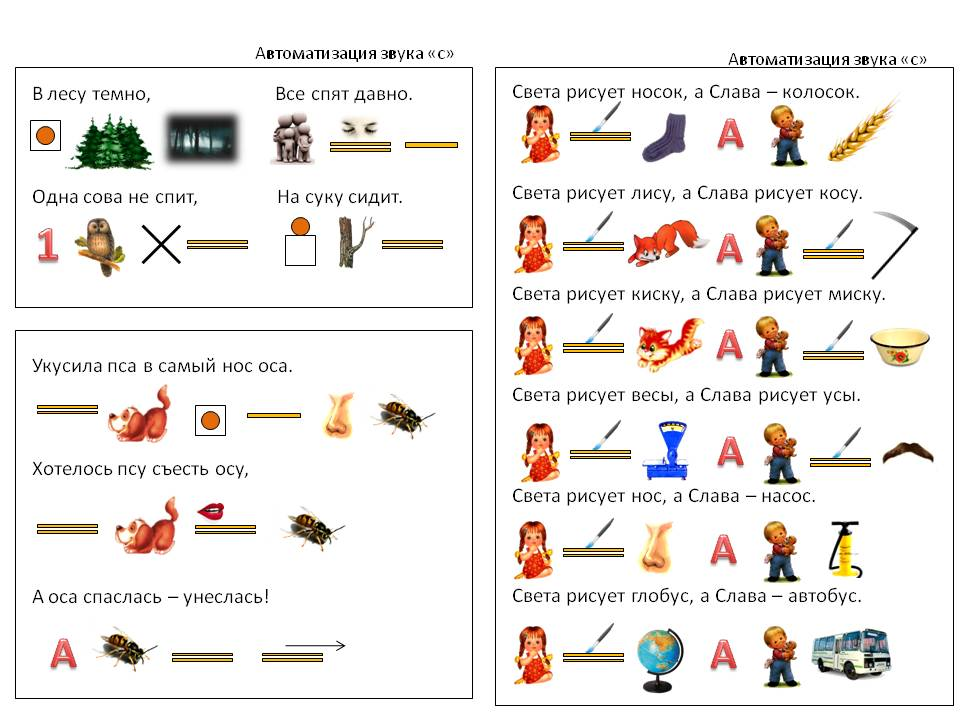 Автоматизация звука «с»
В лесу темно,
Все спят давно.
Одна сова не спит,
На суку сидит.
1
Укусила пса в самый нос оса.
Хотелось псу съесть осу,
А оса спаслась – унеслась!
А
Автоматизация звука «с»
Света рисует носок, а Слава – колосок.
А
Света рисует лису, а Слава рисует косу.
А
Света рисует киску, а Слава рисует миску.
А
Света рисует весы, а Слава рисует усы.
А
Света рисует нос, а Слава – насос.
А
Света рисует глобус, а Слава – автобус.
А